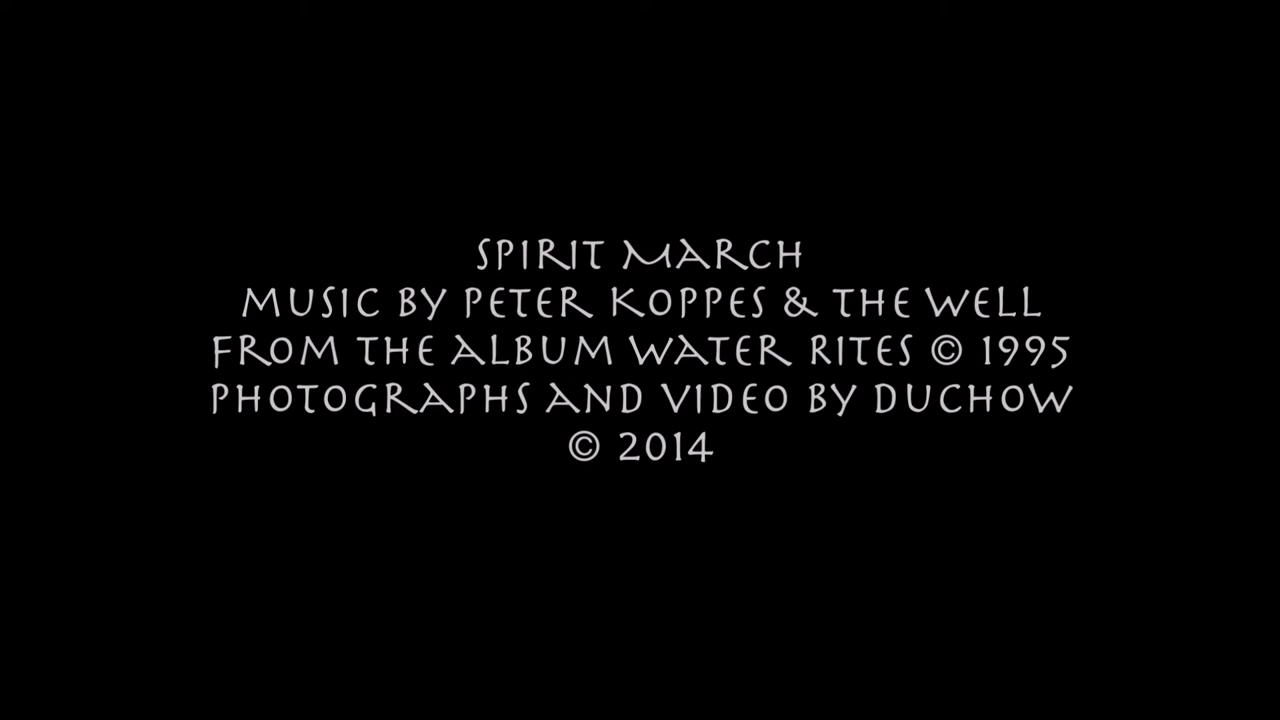 Spirit March
Music by Peter Koppes & The Well
From the album Water Rites © 1995
Photographs and video by Duchow
© 2014